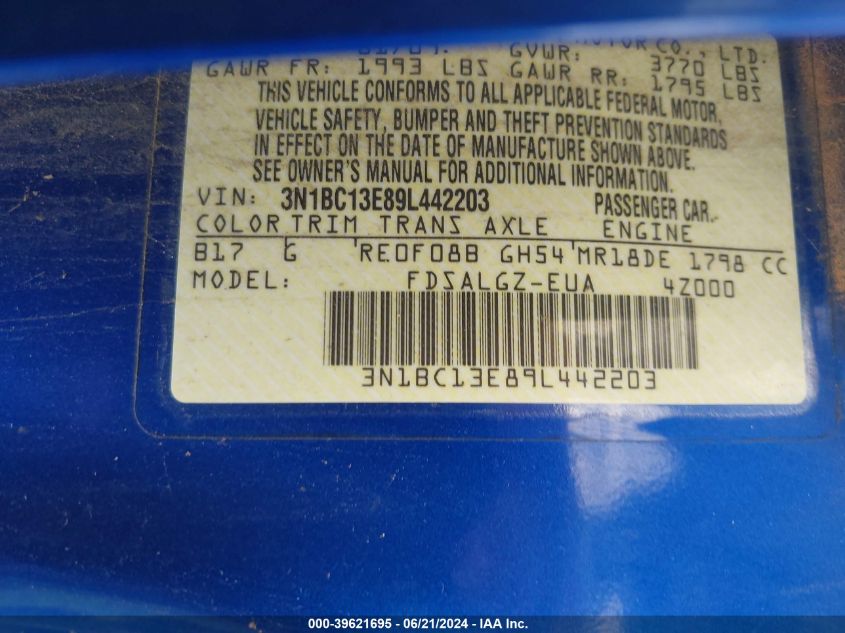 GVWR: MOTOR CO., LTD.
GAWR FR: 1993 LBS GAWR RR: 3770 LBS
1795 LBS
THIS VEHICLE CONFORMS TO ALL APPLICABLE FEDERAL MOTOR
VEHICLE SAFETY, BUMPER AND THEFT PREVENTION STANDARDS
IN EFFECT ON THE DATE OF MANUFACTURE SHOWN ABOVE.
SEE OWNER'S MANUAL FOR ADDITIONAL INFORMATION.
VIN: 3N1BC13E89L442203 PASSENGER CAR
COLOR TRIM TRANS AXLE ENGINE
B17 G RE0F08B GH54 MR18DE 1798 CC
MODEL: FDSALGZ-EUA 4Z000
3N1BC13E89L442203
000-39621695 - 06/21/2024 - IAA Inc.